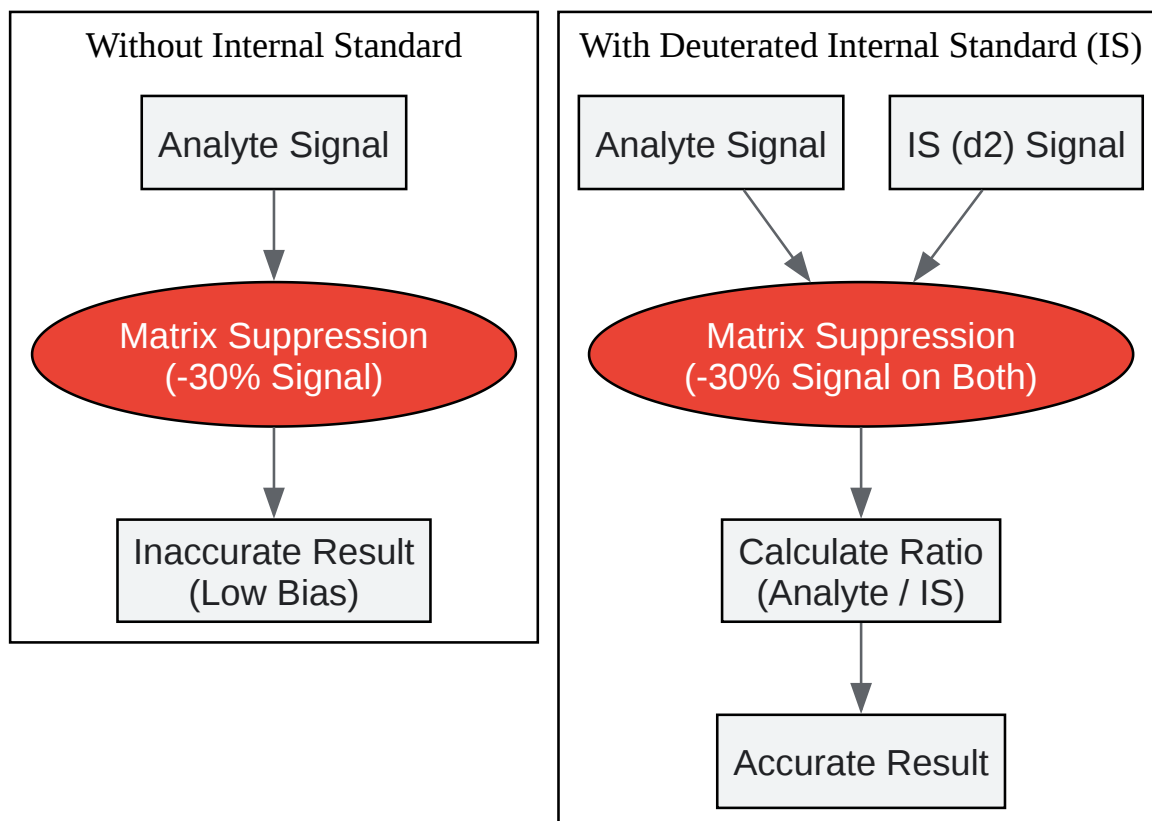 Without Internal Standard
Analyte Signal
Matrix Suppression
(-30% Signal)
Inaccurate Result
(Low Bias)
With Deuterated Internal Standard (IS)
Analyte Signal
IS (d2) Signal
Matrix Suppression
(-30% Signal on Both)
Calculate Ratio
(Analyte / IS)
Accurate Result